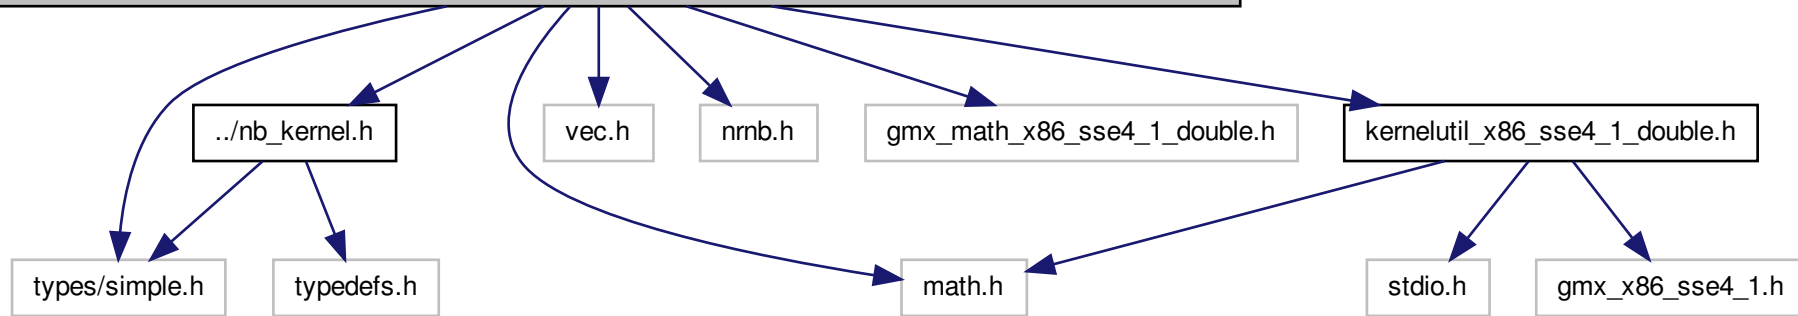 ../nb_kernel.h
vec.h
nrnb.h
gmx_math_x86_sse4_1_double.h
kernelutil_x86_sse4_1_double.h
types/simple.h
typedefs.h
math.h
stdio.h
gmx_x86_sse4_1.h